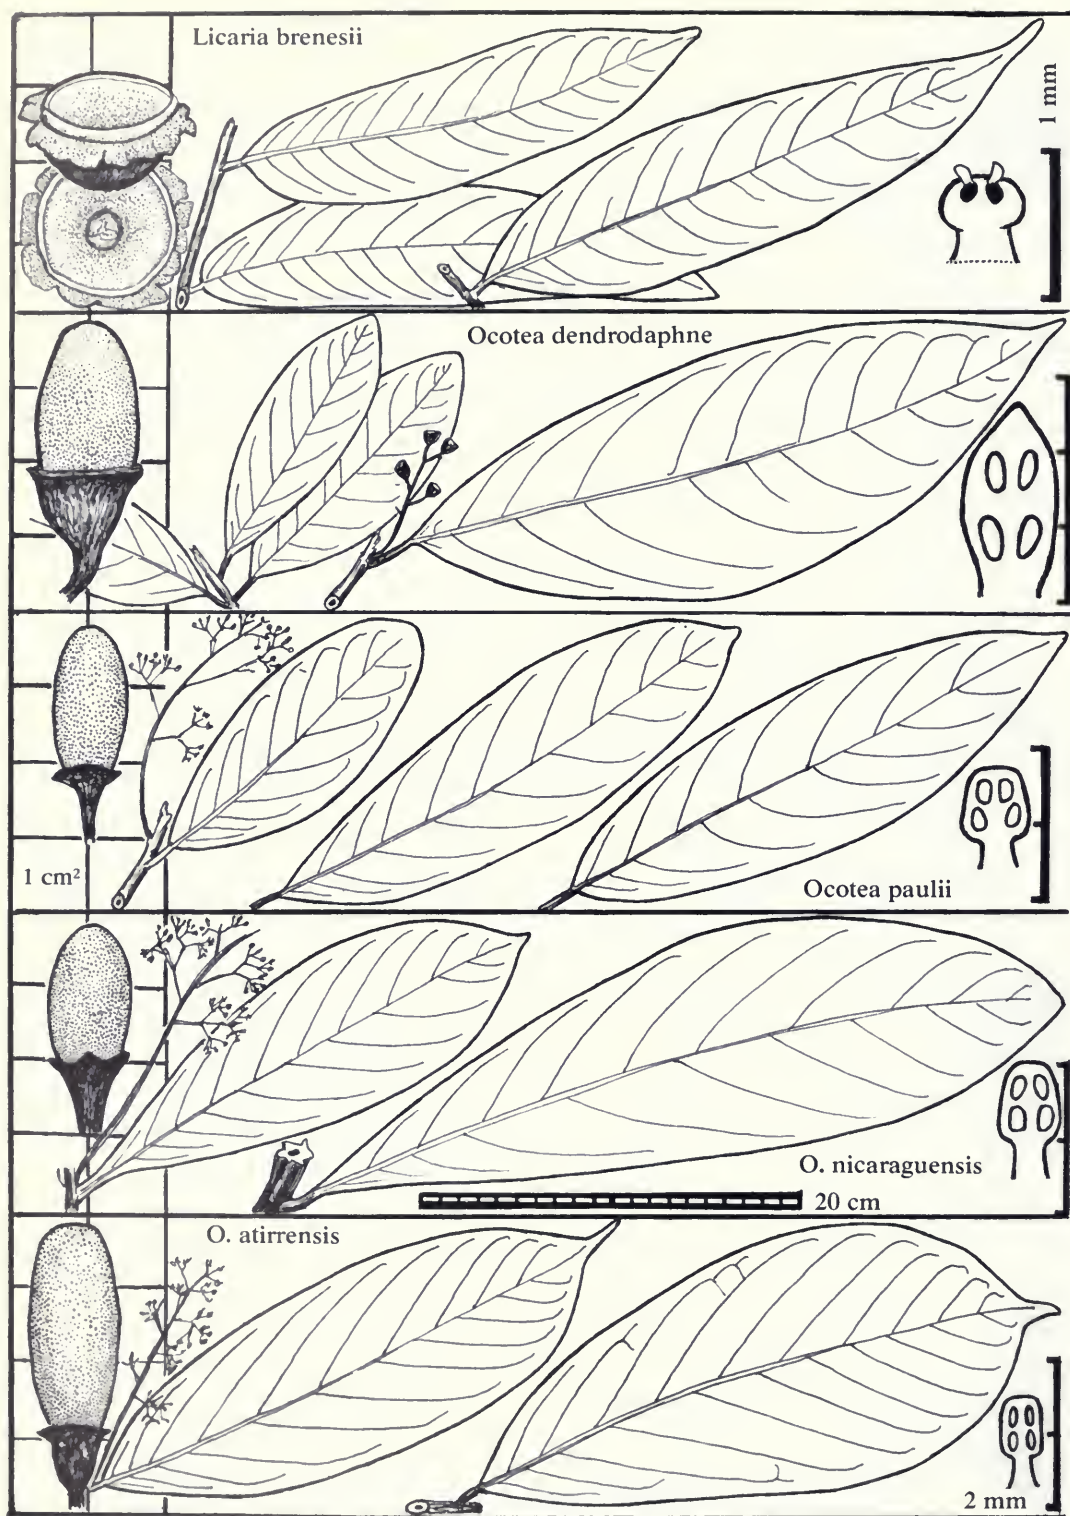 Licaria brenesii
1 mm
Ocotea dendrodaphne
1 cm²
Ocotea paulii
O. nicaraguensis
20 cm
O. atirrensis
2 mm